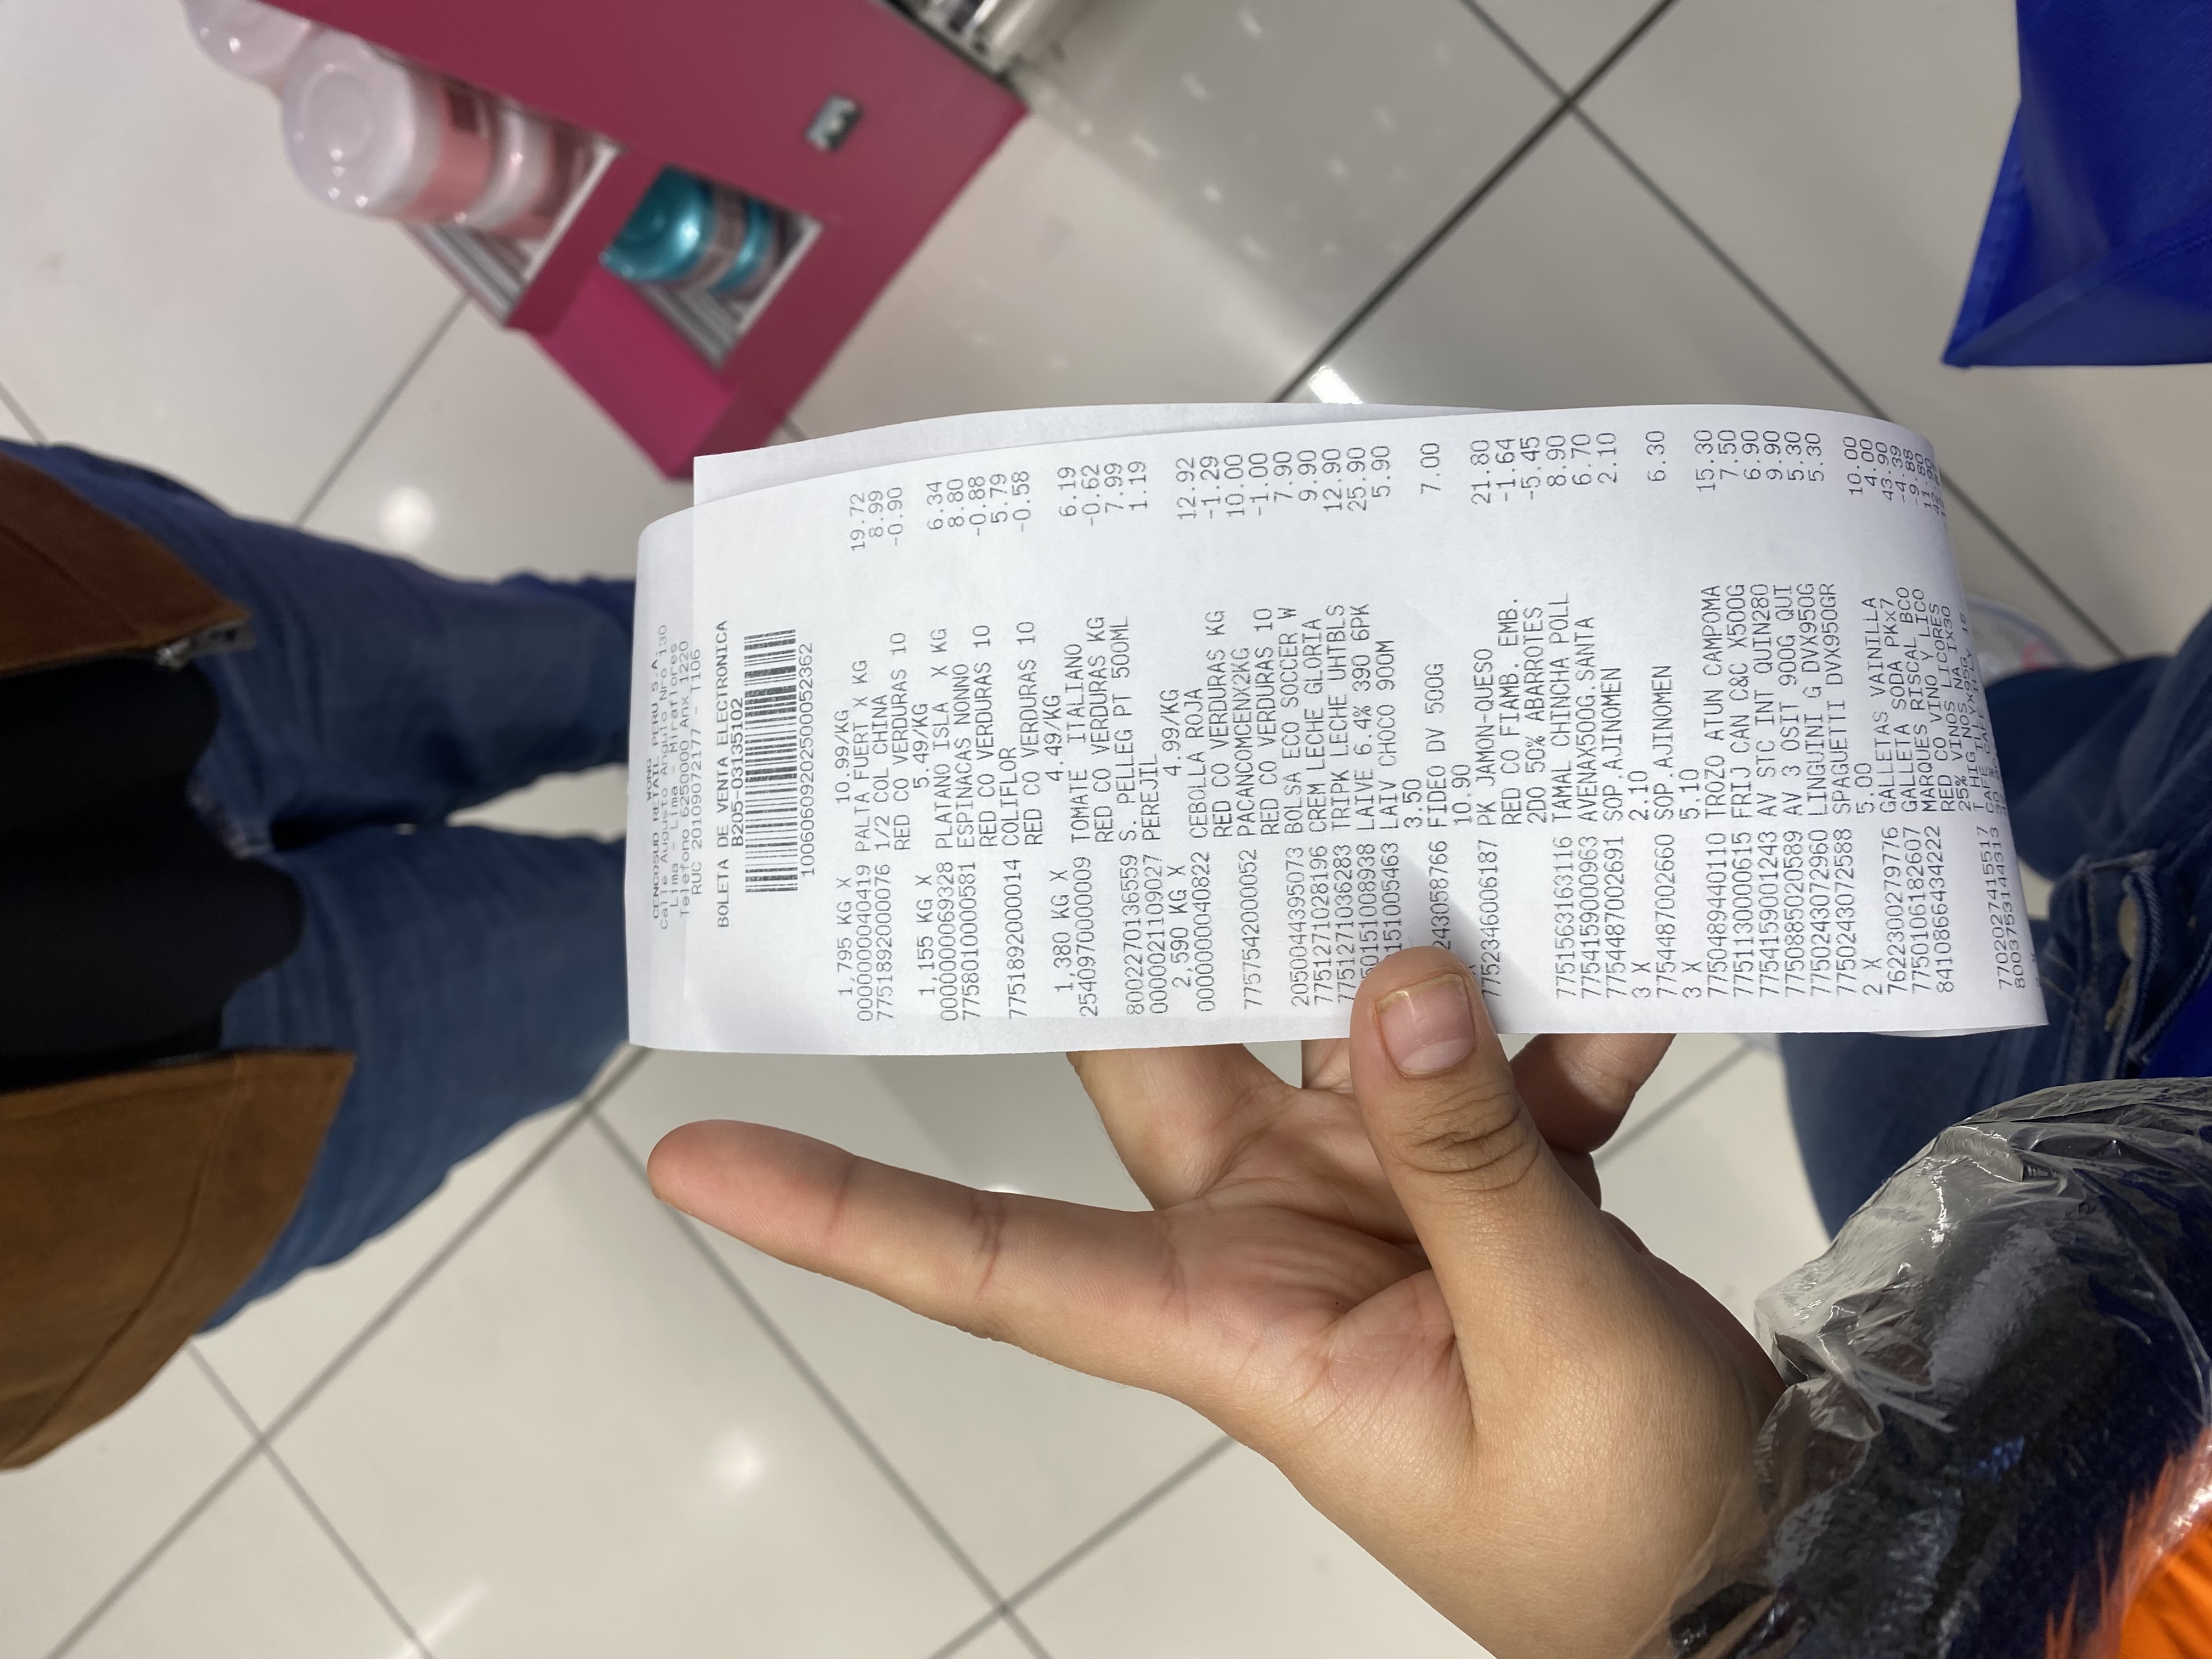 WONG
CENCOSUD RETAIL PERU S.A.
Calle Augusto Angulo Nro 130
Lima - Lima - Miraflores
Telefono 6250000 Anx 1220
RUC 20109072177 - T106
BOLETA DE VENTA ELECTRONICA
B205-03135102
10060609202500052362
1,795 KG X 10.99/KG
0000000040419 PALTA FUERT X KG 19.72
7751892000076 1/2 COL CHINA 8.99
RED CO VERDURAS 10 -0.90
1,155 KG X 5.49/KG
0000000069328 PLATANO ISLA X KG 6.34
7758010000581 ESPINACAS NONNO 8.80
RED CO VERDURAS 10 -0.88
7751892000014 COLIFLOR 5.79
RED CO VERDURAS 10 -0.58
1,380 KG X 4.49/KG
2540970000009 TOMATE ITALIANO 6.19
RED CO VERDURAS KG -0.62
8002270136559 S. PELLEG PT 500ML 7.99
0000021109027 PEREJIL 1.19
2,590 KG X 4.99/KG
0000000040822 CEBOLLA ROJA 12.92
RED CO VERDURAS KG -1.29
7757542000052 PACANCOMCENX2KG 10.00
RED CO VERDURAS 10 -1.00
2050044395073 BOLSA ECO SOCCER W 7.90
7751271028196 CREM LECHE GLORIA 9.90
7751271036283 TRIPK LECHE UHTBLS 12.90
50151008938 LAIVE 6.4% 390 6PK 25.90
151005463 LAIV CHOCO 900M 5.90
3.50
243058766 FIDEO DV 500G 7.00
X 10.90
7752346006187 PK JAMON-QUESO 21.80
RED CO FIAMB. EMB. -1.64
2DO 50% ABARROTES -5.45
7751563163116 TAMAL CHINCHA POLL 8.90
7754159000963 AVENAX500G.SANTA 6.70
7754487002691 SOP.AJINOMEN 2.10
3 X 2.10
7754487002660 SOP.AJINOMEN 6.30
3 X 5.10
7750489440110 TROZO ATUN CAMPOMA 15.30
7751130000615 FRIJ CAN C&C X500G 7.50
7754159001243 AV STC INT QUIN280 6.90
7750885020589 AV 3 OSIT 900G QUI 9.90
7750243072960 LINGUINI G DVX950G 5.30
7750243072588 SPAGUETTI DVX950GR 5.30
2 X 5.00
7622300279776 GALLETAS VAINILLA 10.00
7750106182607 GALLETA SODA PKx7 4.00
8410866434222 MARQUES RISCAL BCO 43.90
RED CO VINO Y LICO -4.39
25% VINOS LICORES -9.88
7702027415517 T HIG NOS NA IX30 11.80
8003753144313 CAFE ILLYX95G